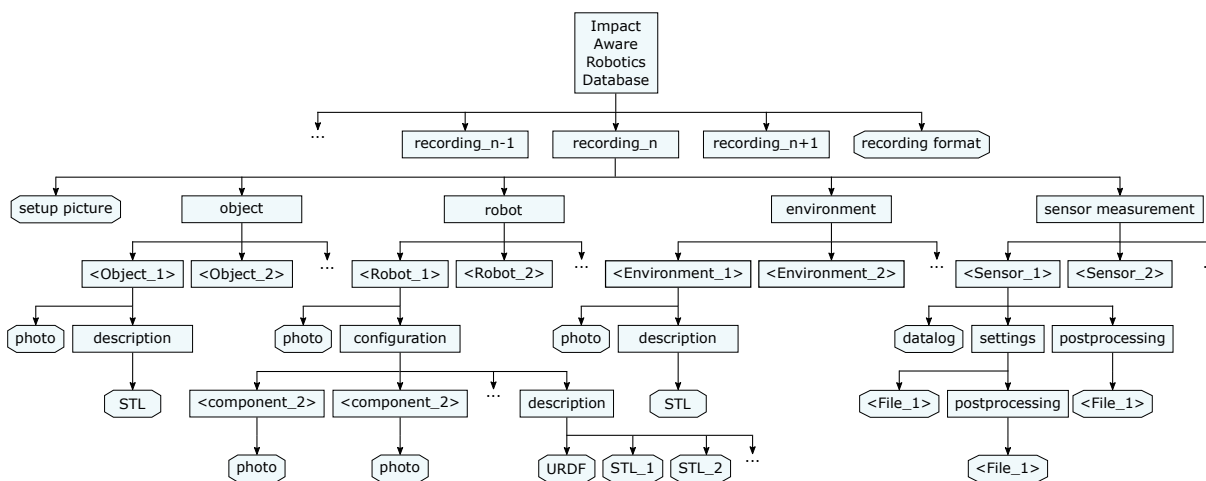 Impact
Aware
Robotics
Database
...
recording_n-1
recording_n
recording_n+1
recording format
setup picture
object
robot
environment
sensor measurement
<Object_1>
<Object_2>
...
<Robot_1>
<Robot_2>
...
<Environment_1>
<Environment_2>
...
<Sensor_1>
<Sensor_2>
photo
description
photo
configuration
photo
description
datalog
settings
postprocessing
STL
<component_2>
<component_2>
...
description
STL
<File_1>
postprocessing
<File_1>
photo
photo
URDF
STL_1
STL_2
...
<File_1>